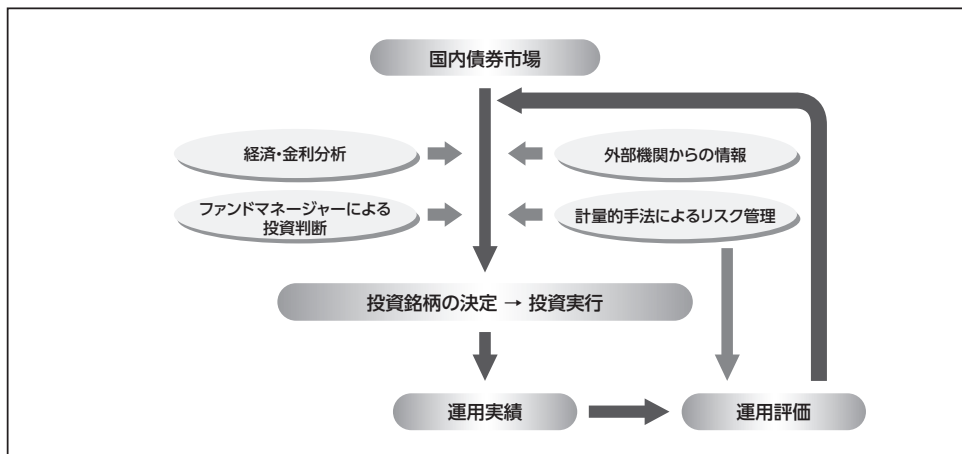 国内債券市場
経済・金利分析
外部機関からの情報
ファンドマネージャーによる
投資判断
計量的手法によるリスク管理
投資銘柄の決定 → 投資実行
運用実績
運用評価